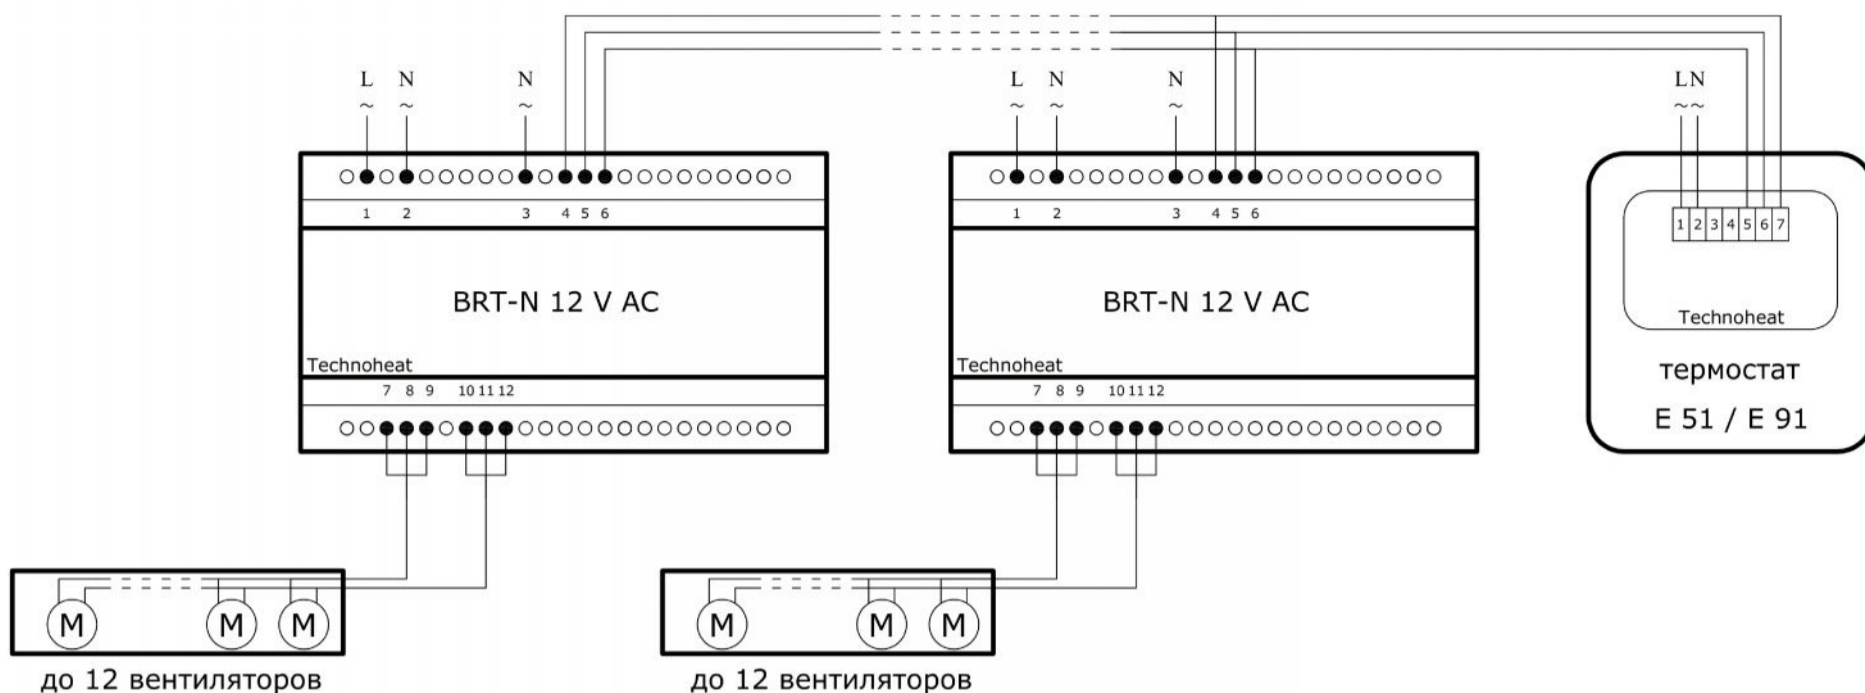 L N N L N N L N
~ ~ ~ ~ ~ ~ ~ ~
1 2 3 4 5 6
BRT-N 12 V AC
Technoheat
7 8 9 10 11 12
M M M
до 12 вентиляторов
1 2 3 4 5 6
BRT-N 12 V AC
Technoheat
7 8 9 10 11 12
M M M
до 12 вентиляторов
1 2 3 4 5 6 7
Technoheat
термостат
E 51 / E 91